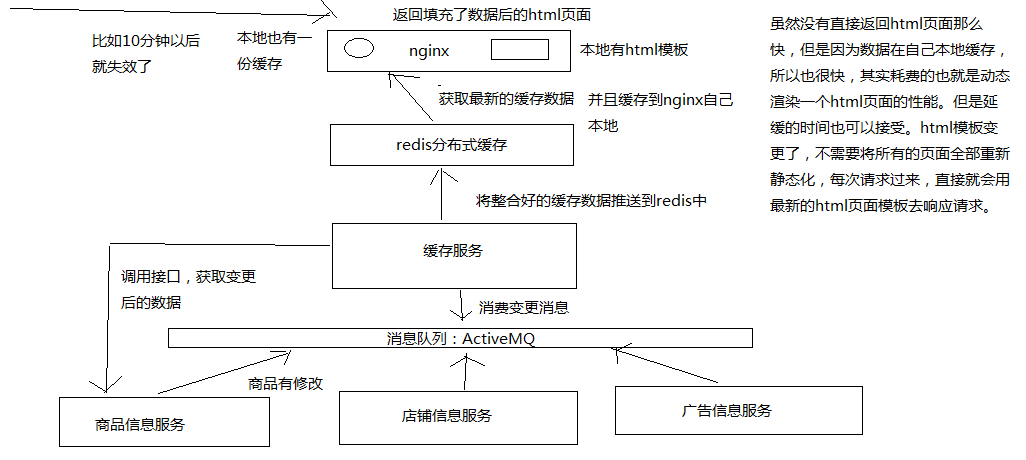 返回填充了数据后的html页面
比如10分钟以后
就失效了
本地也有一
份缓存
nginx
本地有html模板
获取最新的缓存数据
并且缓存到nginx自己
本地
redis分布式缓存
将整合好的缓存数据推送到redis中
缓存服务
调用接口，获取变更
后的数据
消费变更消息
消息队列：ActiveMQ
商品有修改
商品信息服务
店铺信息服务
广告信息服务
虽然没有直接返回html页面那么
快，但是因为数据在自己本地缓存，
所以也很快，其实耗费的也就是动态
渲染一个html页面的性能。但是延
缓的时间也可以接受。html模板变
更了，不需要将所有的页面全部重新
静态化，每次请求过来，直接就会用
最新的html页面模板去响应请求。